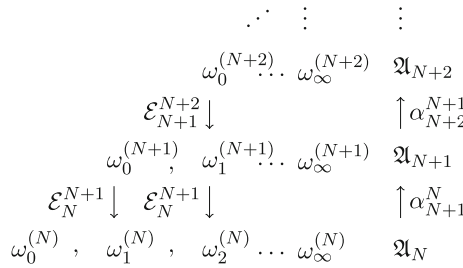 ⋰ ⋮ ⋮
ω_0^{(N+2)} … ω_∞^{(N+2)} 𝔄_{N+2}
ℰ_{N+1}^{N+2} ↓ ↑ α_{N+2}^{N+1}
ω_0^{(N+1)} , ω_1^{(N+1)} … ω_∞^{(N+1)} 𝔄_{N+1}
ℰ_N^{N+1} ↓ ℰ_N^{N+1} ↓ ↑ α_{N+1}^N
ω_0^{(N)} , ω_1^{(N)} , ω_2^{(N)} … ω_∞^{(N)} 𝔄_N